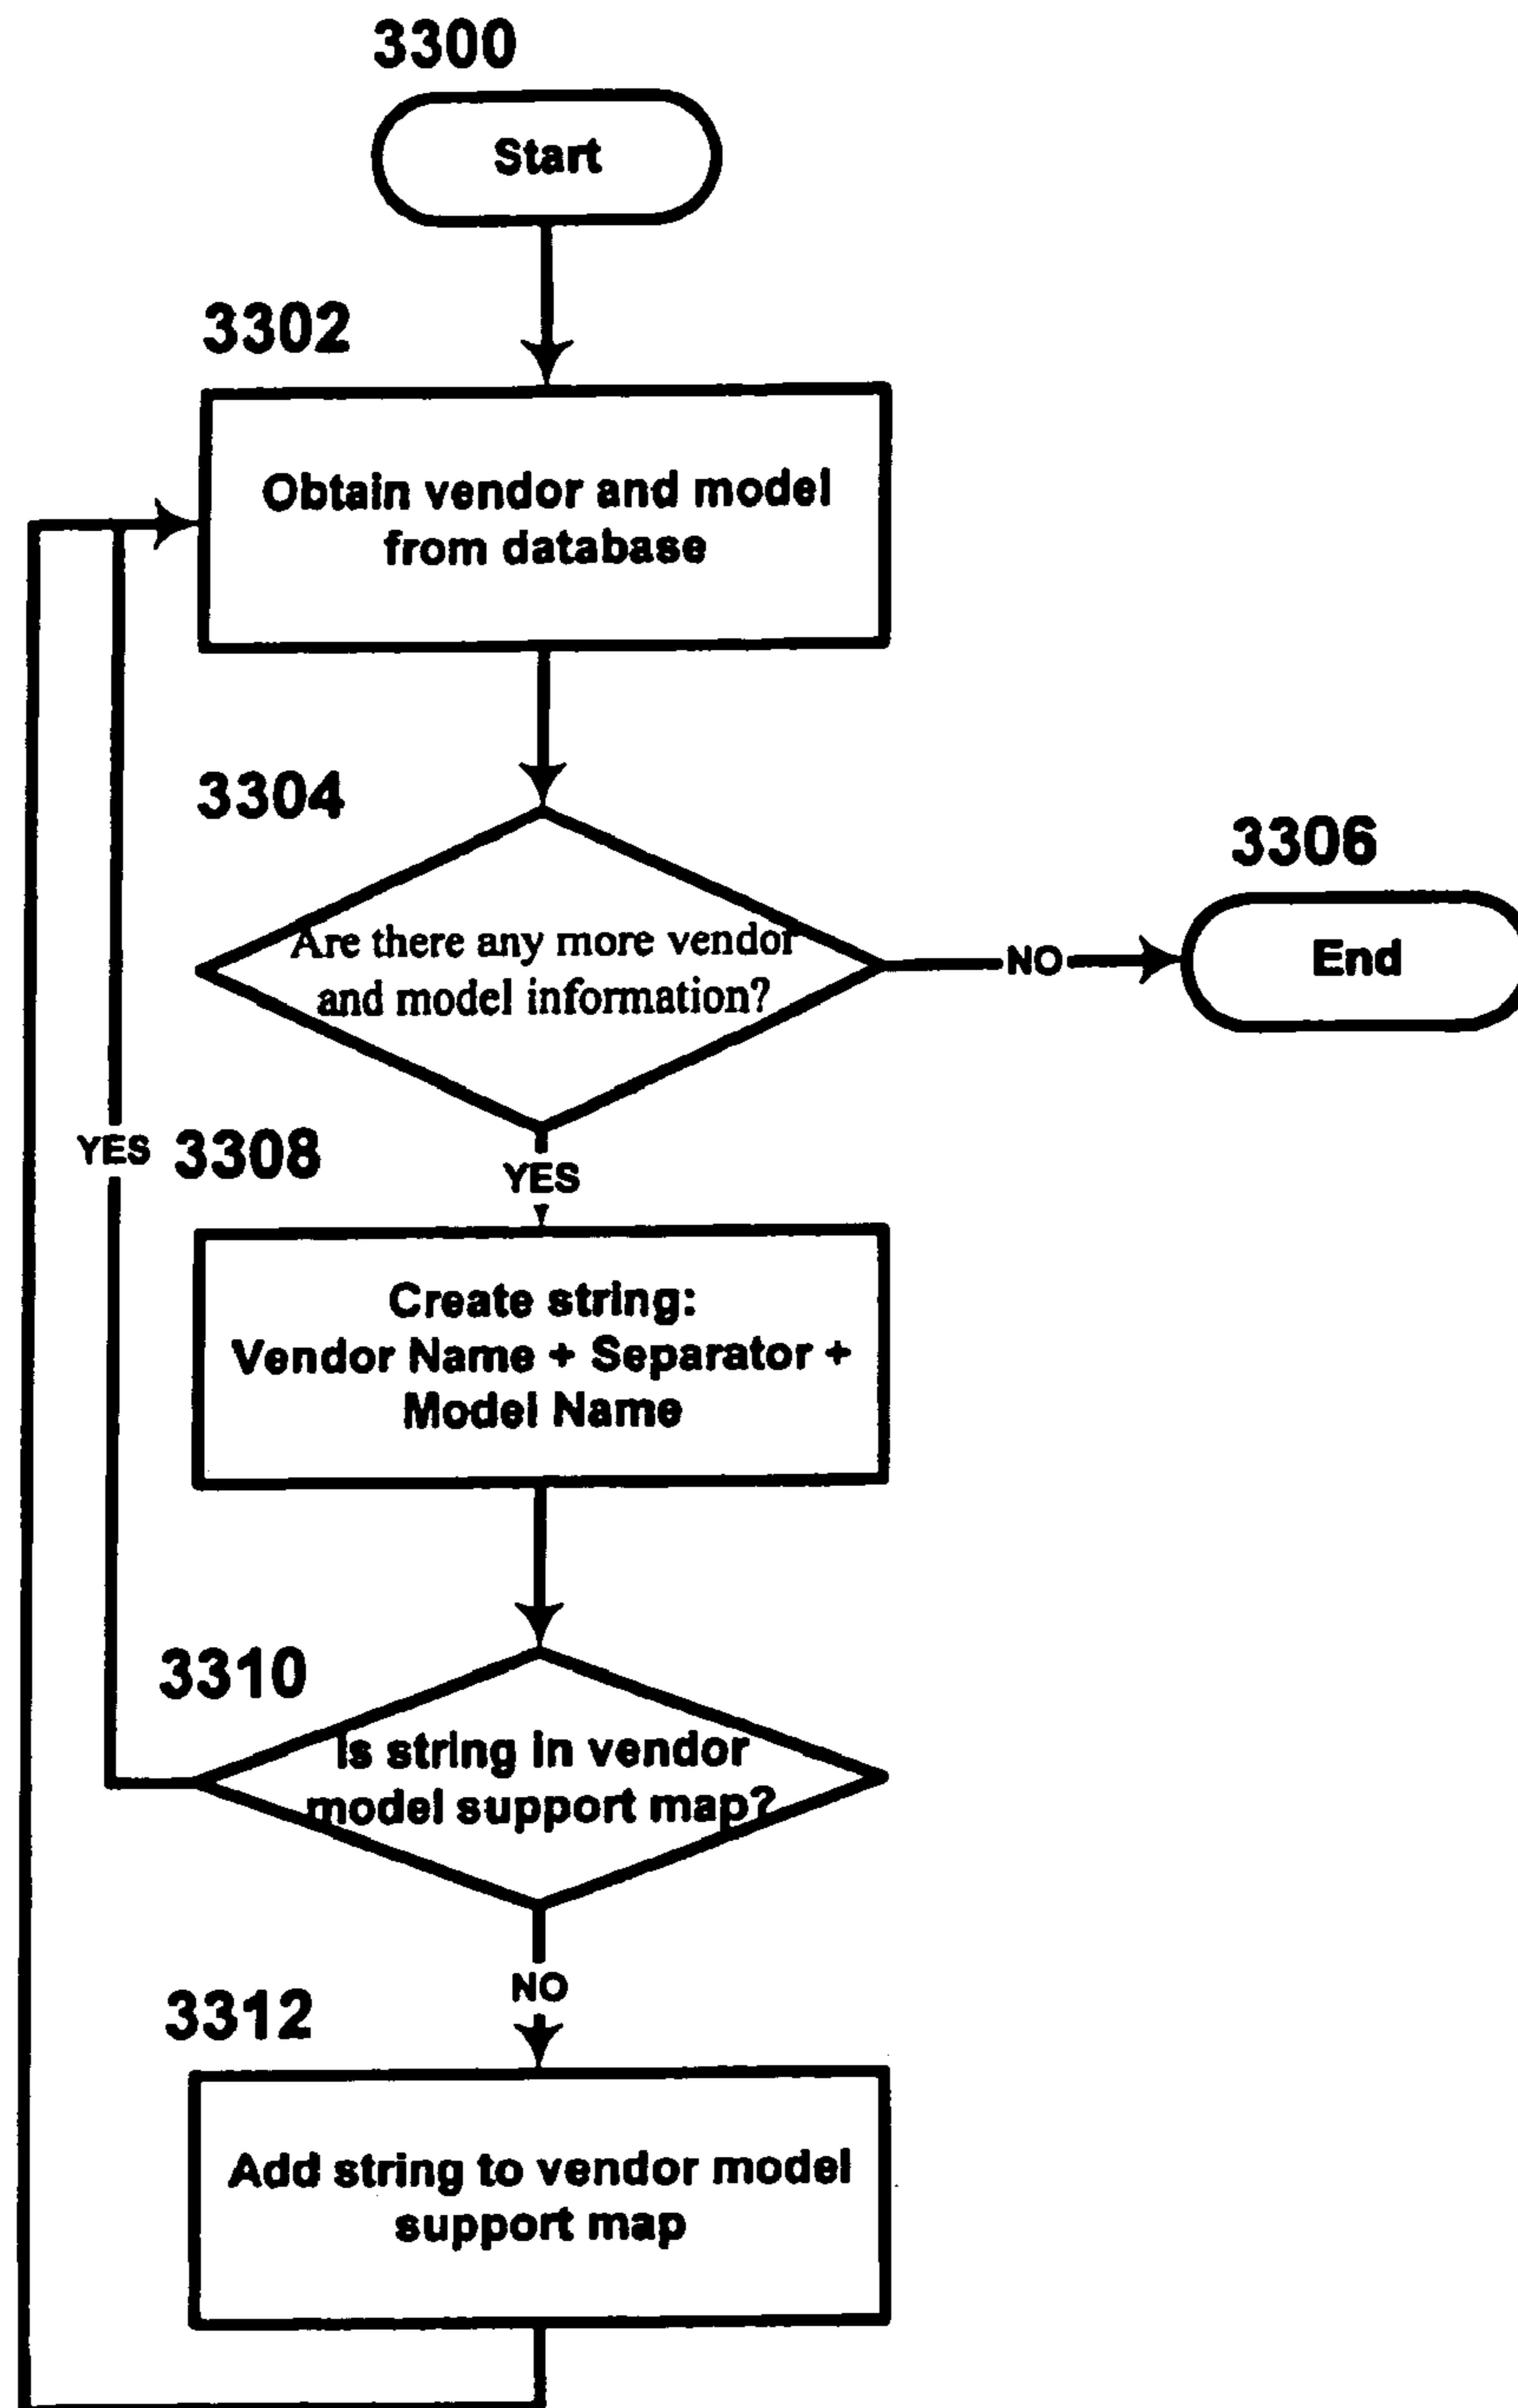 3300
Start
3302
Obtain vendor and model
from database
3304
Are there any more vendor
and model information?
NO
3306
End
YES
3308
YES
Create string:
Vendor Name + Separator +
Model Name
3310
Is string in vendor
model support map?
NO
3312
Add string to vendor model
support map